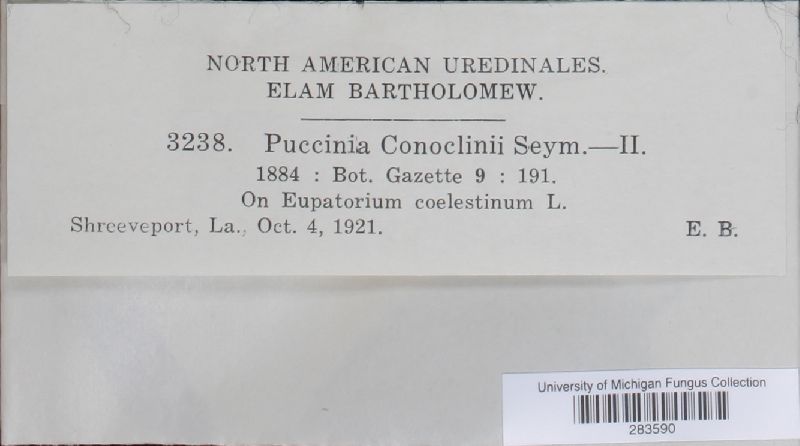 NORTH AMERICAN UREDINALES.
ELAM BARTHOLOMEW.
3238. Puccinia Conoclinii Seym.—II.
1884 : Bot. Gazette 9 : 191.
On Eupatorium coelestinum L.
Shreeveport, La., Oct. 4, 1921. E. B.
University of Michigan Fungus Collection
283590